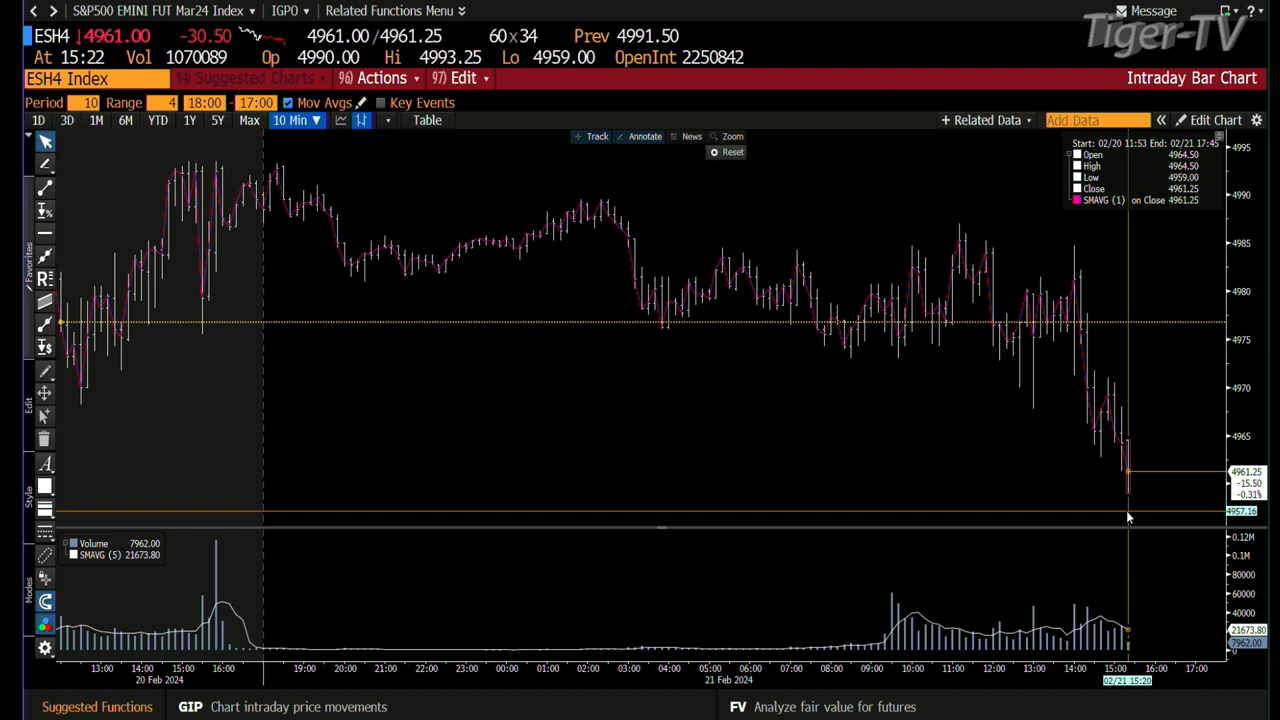 S&P500 EMINI FUT Mar24 Index IGPO Related Functions Menu Message
Tiger-TV
ESH4 ↓4961.00 -30.50 4961.00/4961.25 60×34 Prev 4991.50
At 15:22 Vol 1070089 Op 4990.00 Hi 4993.25 Lo 4959.00 OpenInt 2250842
ESH4 Index 94) Suggested Charts 96) Actions 97) Edit Intraday Bar Chart
Period 10 Range 4 18:00 - 17:00 Mov Avgs Key Events
1D 3D 1M 6M YTD 1Y 5Y Max 10 Min ▼ Table + Related Data Add Data « Edit Chart
Track Annotate News Zoom
Reset
Start: 02/20 11:53 End: 02/21 17:45
Open 4964.50
High 4964.50
Low 4959.00
Close 4961.25
SMAVG (1) on Close 4961.25
4995
4990
4985
4980
4975
4970
4965
4961.25
-15.50
-0.31%
4957.16
Favorites
Edit
Style
Modes
Volume 7962.00
SMAVG (5) 21673.80
0.12M
0.1M
80000
60000
40000
21673.80
7962.00
0
13:00 14:00 15:00 16:00 19:00 20:00 21:00 22:00 23:00 00:00 01:00 02:00 03:00 04:00 05:00 06:00 07:00 08:00 09:00 10:00 11:00 12:00 13:00 14:00 15:00 16:00 17:00
20 Feb 2024 21 Feb 2024 02/21 15:20
Suggested Functions GIP Chart intraday price movements FV Analyze fair value for futures